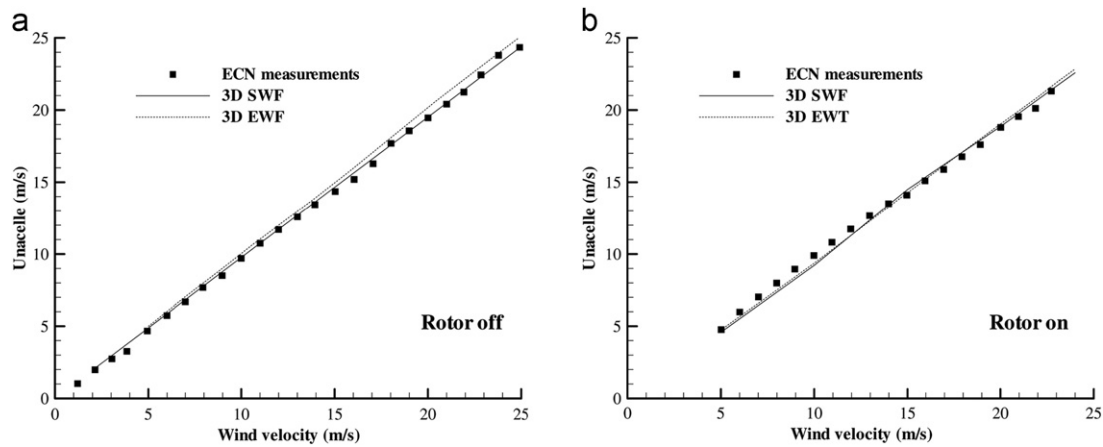 a
25
20
15
10
5
0
Unacelle (m/s)
ECN measurements
3D SWF
3D EWF
Rotor off
0 5 10 15 20 25
Wind velocity (m/s)
b
25
20
15
10
5
0
Unacelle (m/s)
ECN measurements
3D SWF
3D EWT
Rotor on
0 5 10 15 20 25
Wind velocity (m/s)